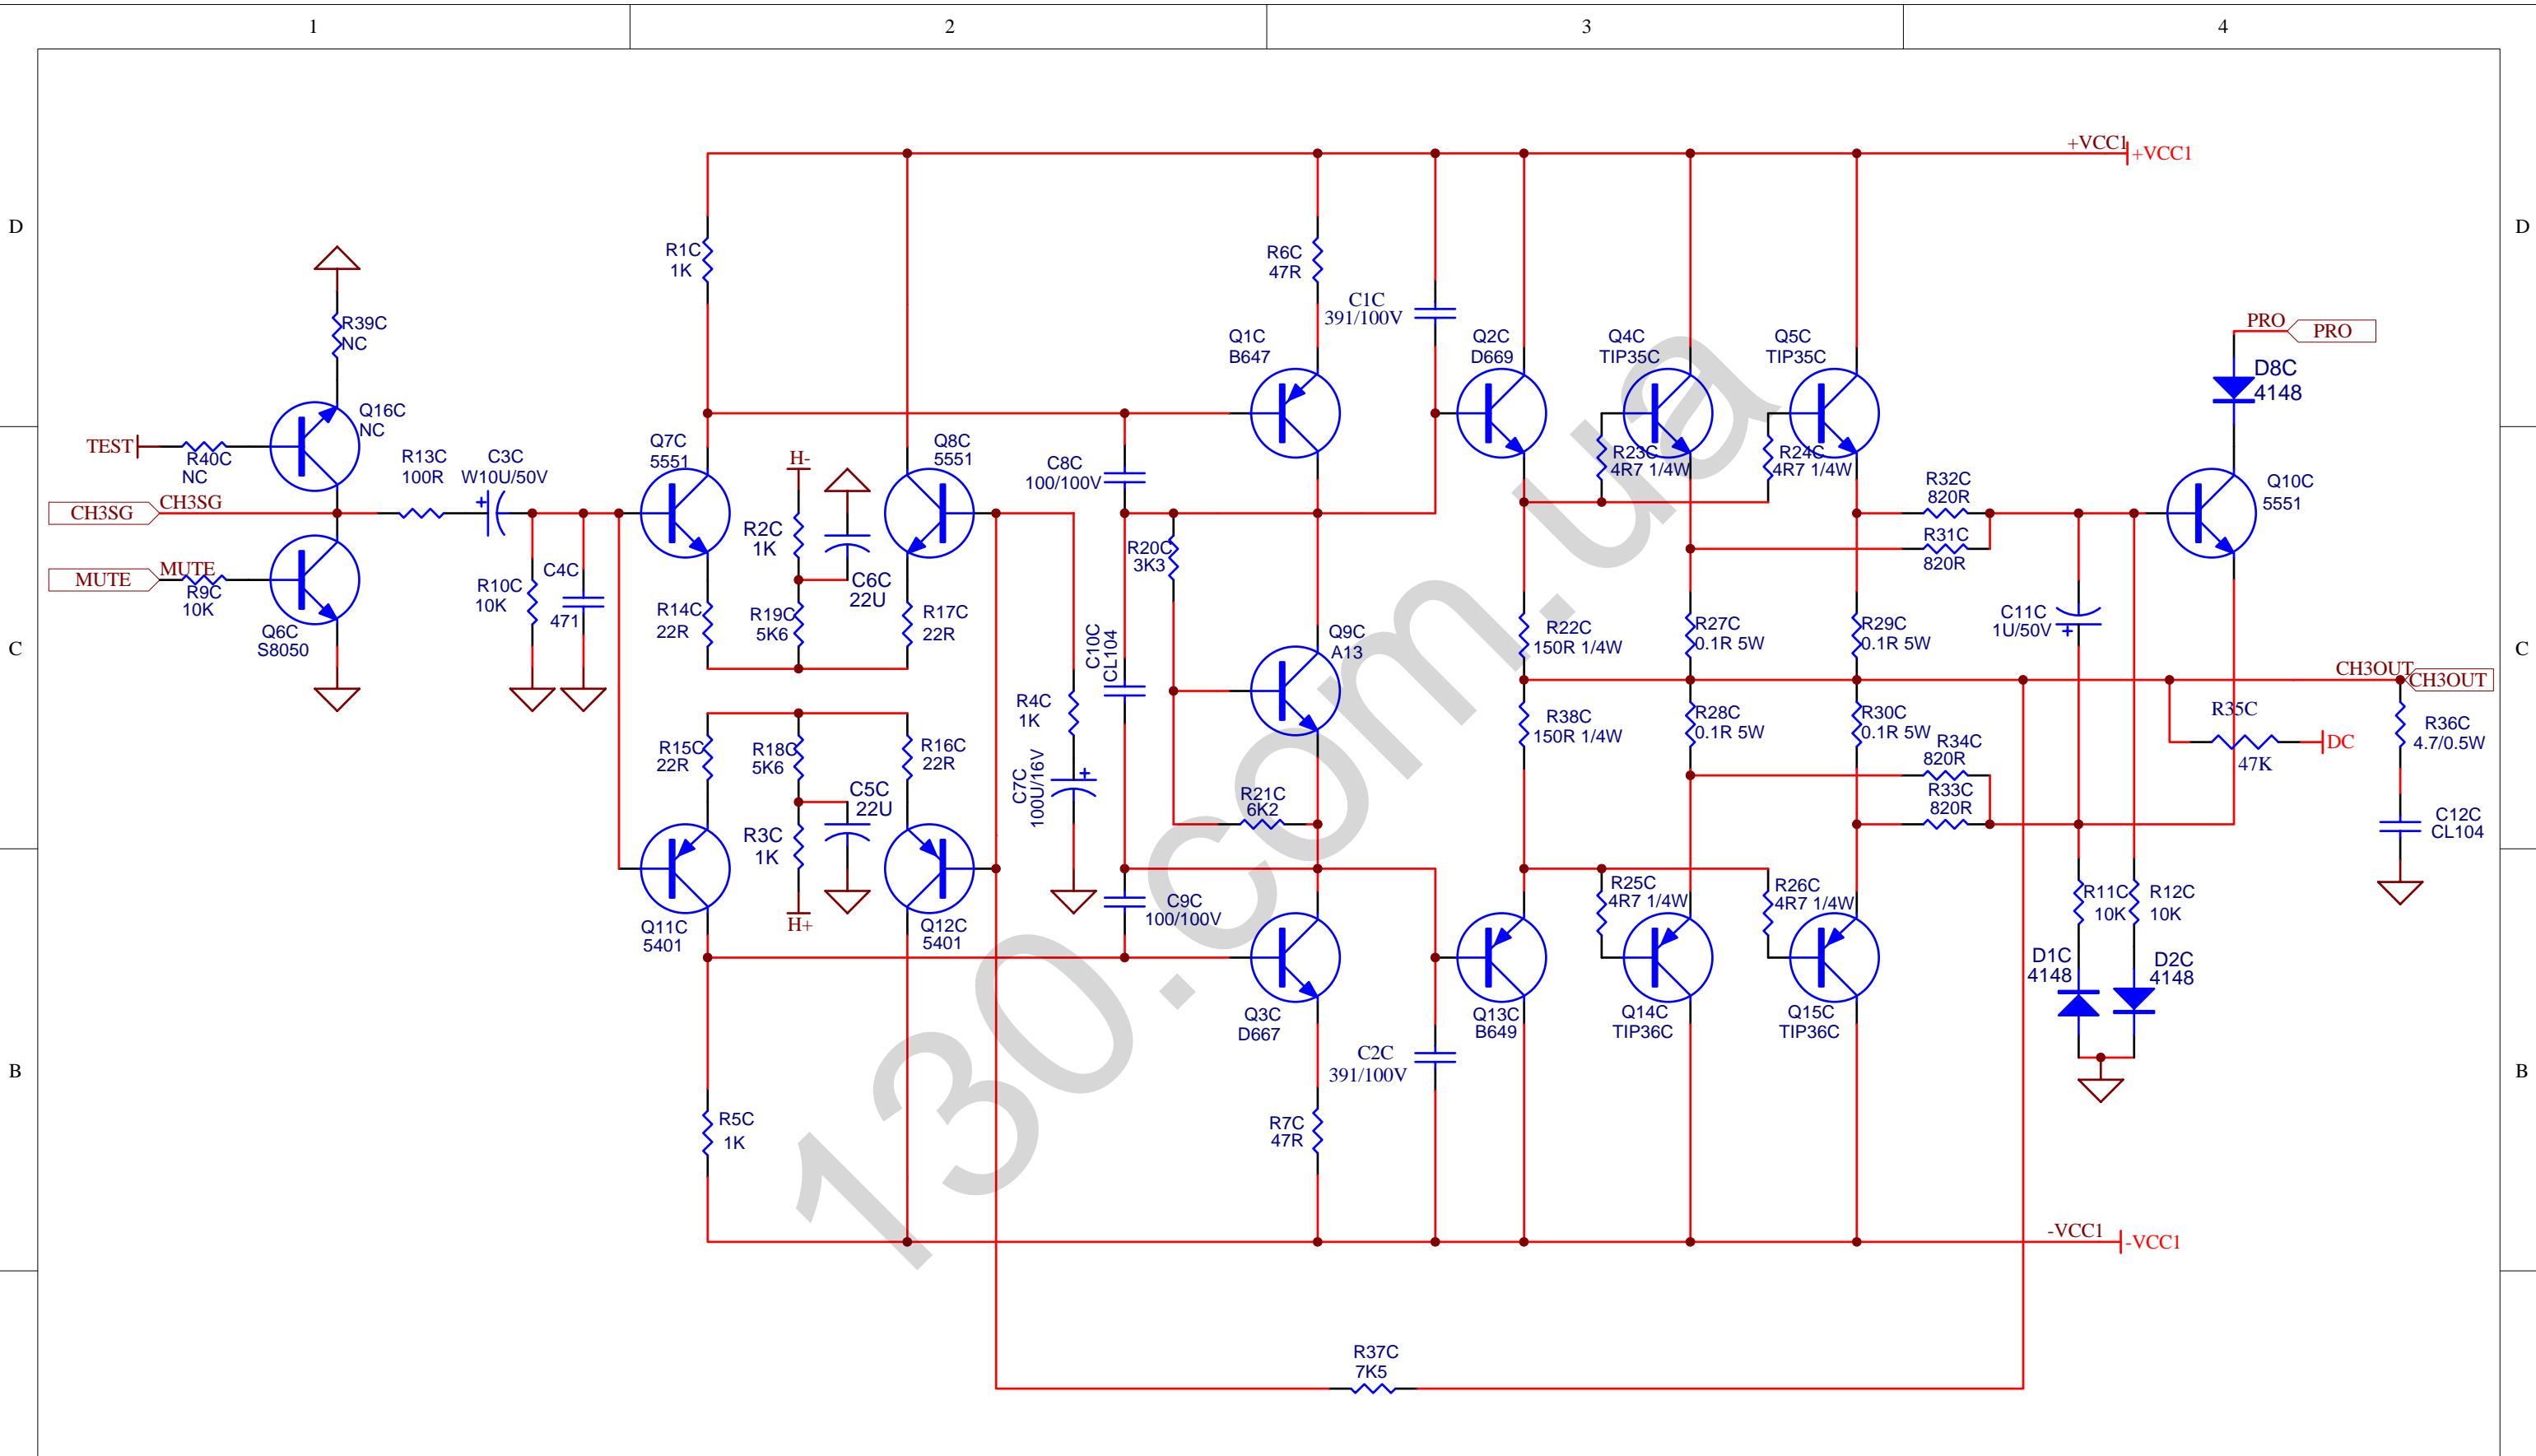 1
2
3
4
D
D
C
C
B
B
+VCC1
+VCC1
R1C
1K
R6C
47R
C1C
391/100V
Q1C
B647
Q2C
D669
Q4C
TIP35C
Q5C
TIP35C
PRO
PRO
D8C
4148
R39C
NC
Q16C
NC
TEST
R40C
NC
R13C
100R
C3C
W10U/50V
CH3SG
CH3SG
MUTE
MUTE
R9C
10K
Q6C
S8050
R10C
10K
C4C
471
Q7C
5551
H-
Q8C
5551
R2C
1K
C6C
22U
R14C
22R
R19C
5K6
R17C
22R
C8C
100/100V
R20C
3K3
C10C
CL104
Q9C
A13
R23C
4R7 1/4W
R24C
4R7 1/4W
R32C
820R
R31C
820R
Q10C
5551
R22C
150R 1/4W
R27C
0.1R 5W
R29C
0.1R 5W
C11C
1U/50V
CH3OUT
CH3OUT
R4C
1K
C7C
100U/16V
R38C
150R 1/4W
R28C
0.1R 5W
R30C
0.1R 5W
R34C
820R
R33C
820R
R35C
47K
DC
R36C
4.7/0.5W
C12C
CL104
R15C
22R
R18C
5K6
R16C
22R
C5C
22U
R3C
1K
H+
R21C
6K2
Q11C
5401
Q12C
5401
C9C
100/100V
R25C
4R7 1/4W
R26C
4R7 1/4W
R11C
10K
R12C
10K
D1C
4148
D2C
4148
Q3C
D667
Q13C
B649
Q14C
TIP36C
Q15C
TIP36C
C2C
391/100V
R5C
1K
R7C
47R
-VCC1
-VCC1
R37C
7K5
130.com.ua